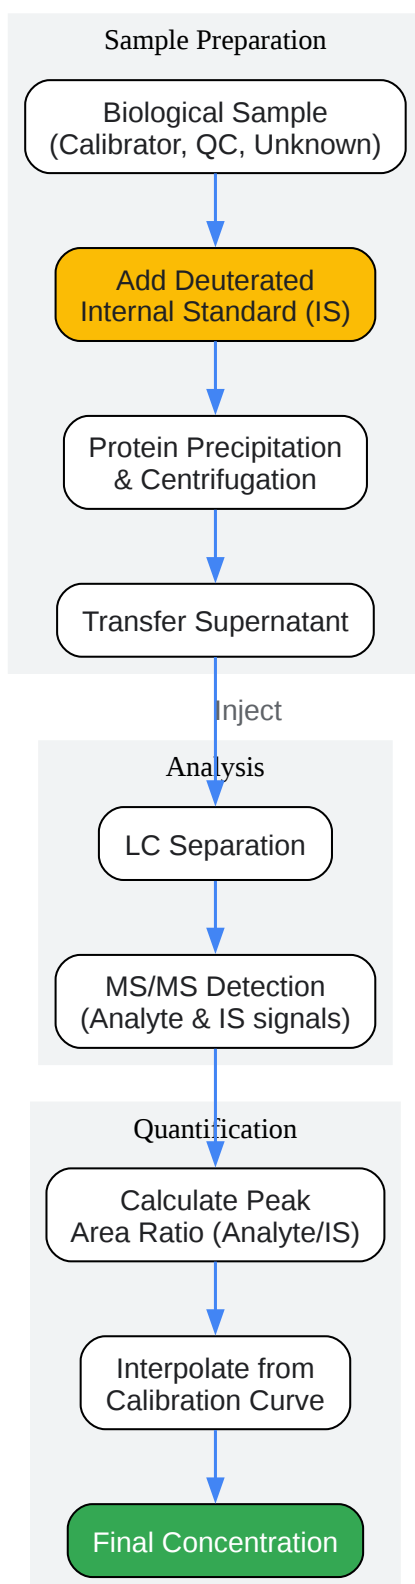 Sample Preparation
Biological Sample
(Calibrator, QC, Unknown)
Add Deuterated
Internal Standard (IS)
Protein Precipitation
& Centrifugation
Transfer Supernatant
Inject
Analysis
LC Separation
MS/MS Detection
(Analyte & IS signals)
Quantification
Calculate Peak
Area Ratio (Analyte/IS)
Interpolate from
Calibration Curve
Final Concentration